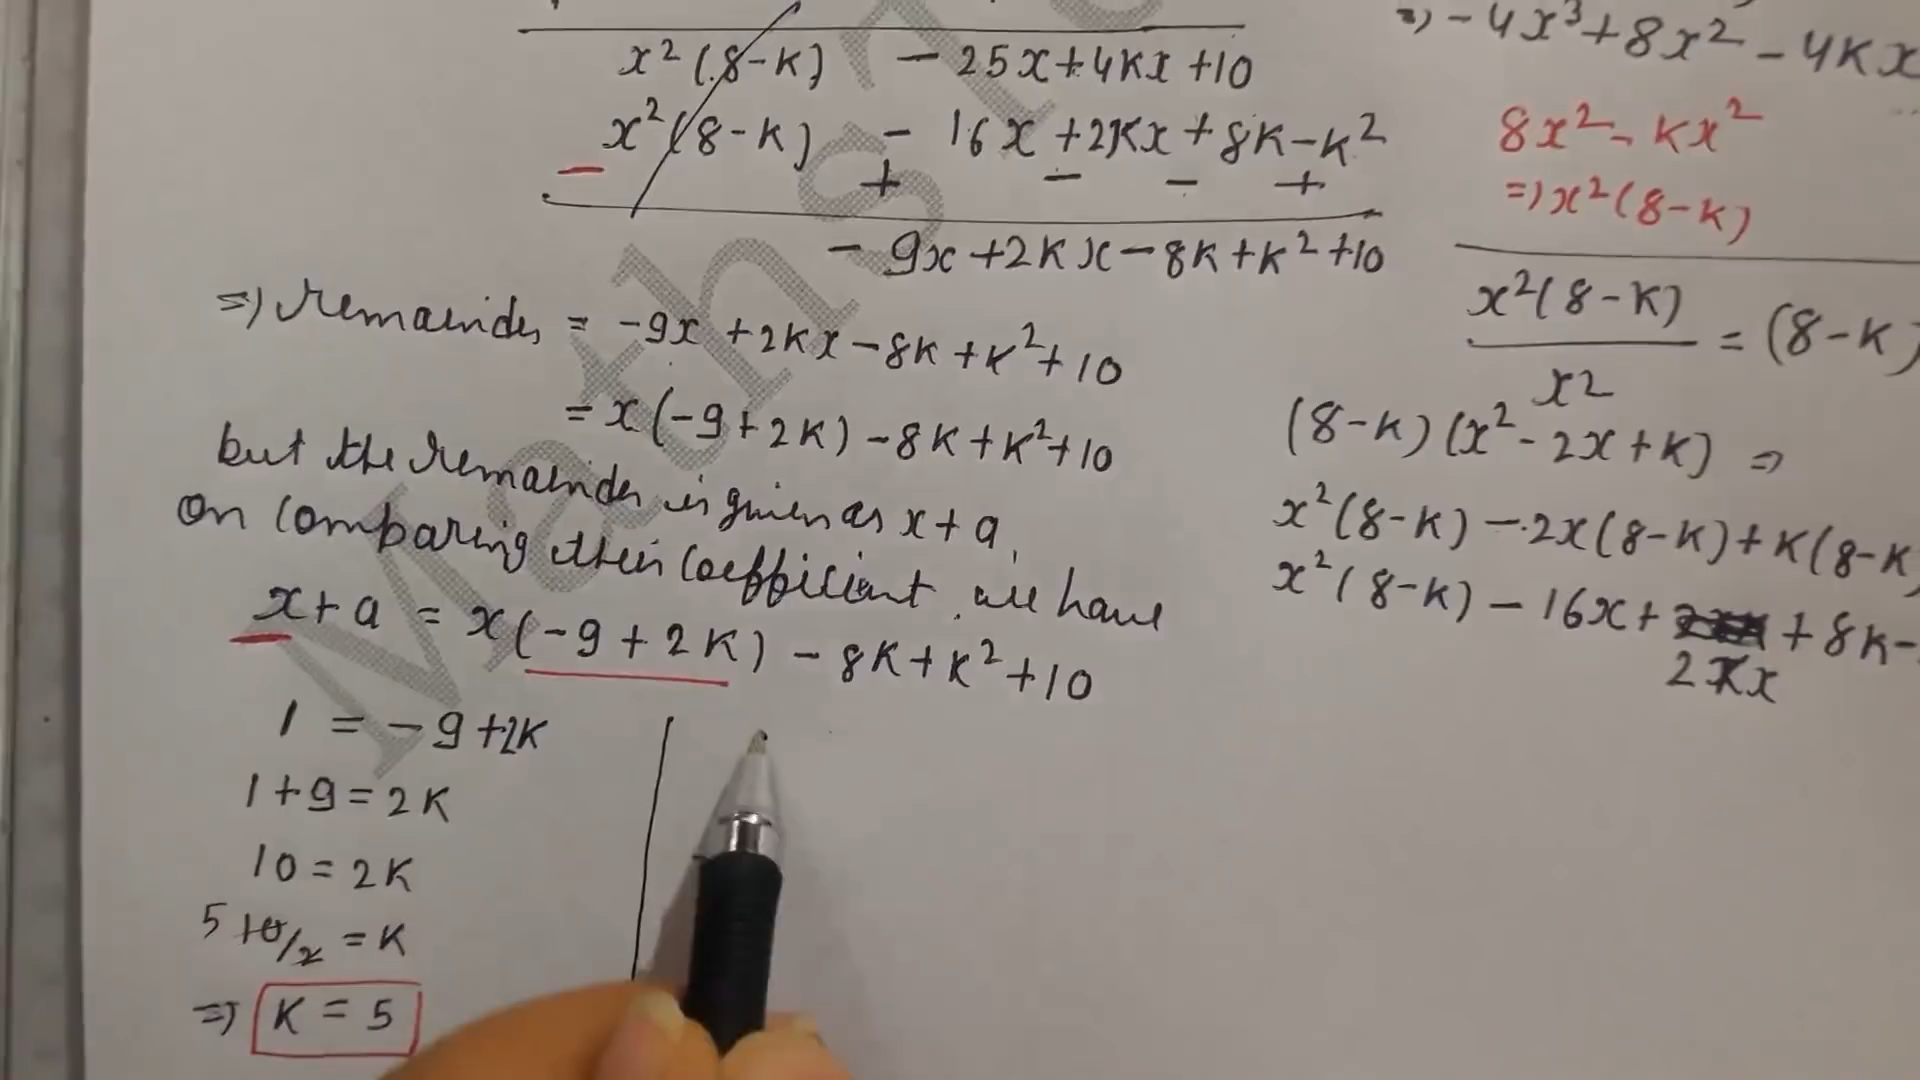 x²(8-K) - 25x+4Kx+10
x²(8-K) - 16x+2Kx+8K-K²
- + - - +
- 9x+2Kx-8K+K²+10
=) remainder = -9x+2Kx-8K+K²+10
= x(-9+2K)-8K+K²+10
but the remainder is given as x+a,
on comparing their coefficient, we have
x+a = x(-9+2K)-8K+K²+10
1 = -9+2K
1+9=2K
10=2K
5 10/2 =K
=) K = 5
=) -4x³+8x²-4Kx
8x²-Kx²
=) x²(8-K)
x²(8-K)
= (8-K)
x2
(8-K)(x²-2x+K) =)
x²(8-K)-2x(8-K)+K(8-K
x²(8-K)-16x+ +8K-
2Kx
Maths